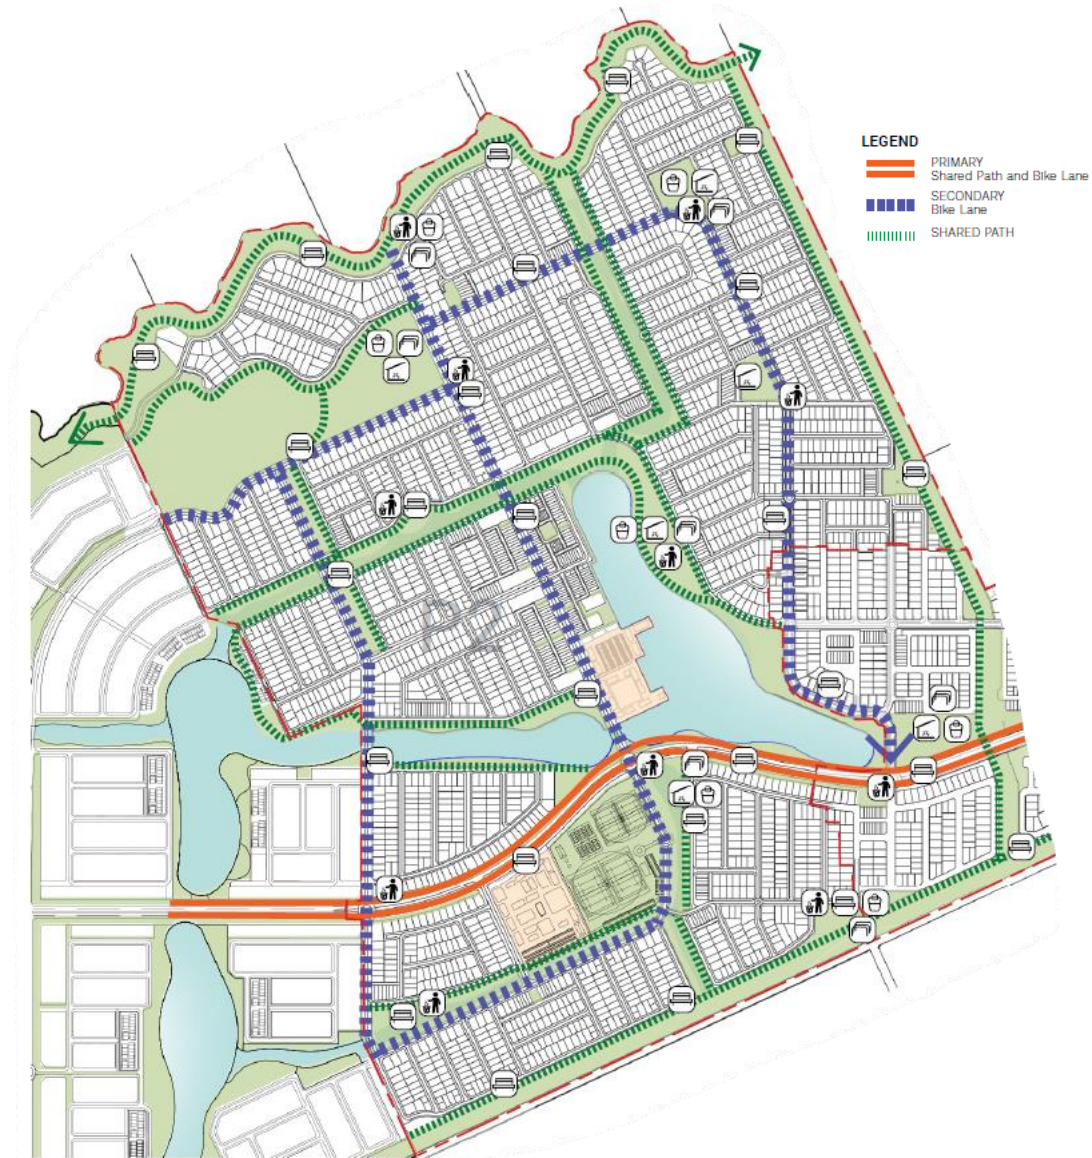 LEGEND
PRIMARY
Shared Path and Bike Lane
SECONDARY
Bike Lane
SHARED PATH
P2